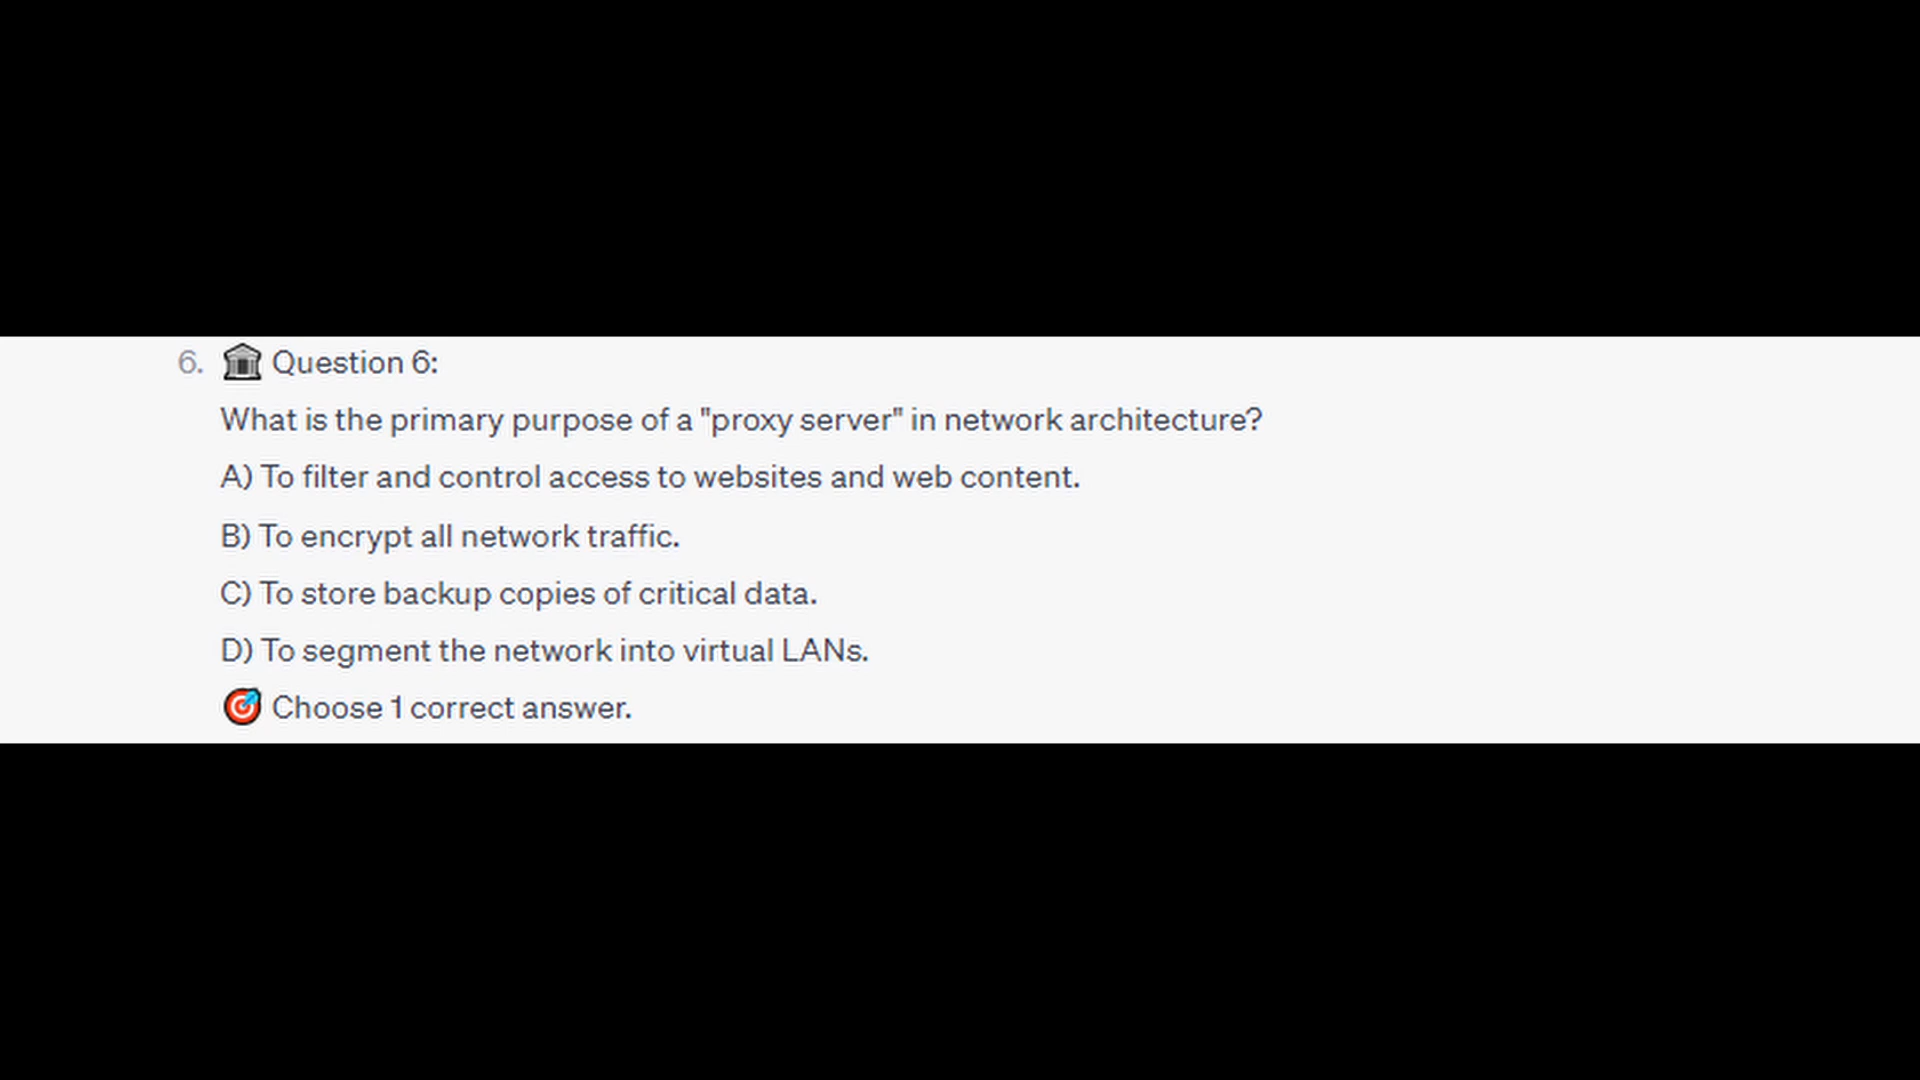 6. 🏛️ Question 6:
What is the primary purpose of a "proxy server" in network architecture?
A) To filter and control access to websites and web content.
B) To encrypt all network traffic.
C) To store backup copies of critical data.
D) To segment the network into virtual LANs.
🎯 Choose 1 correct answer.